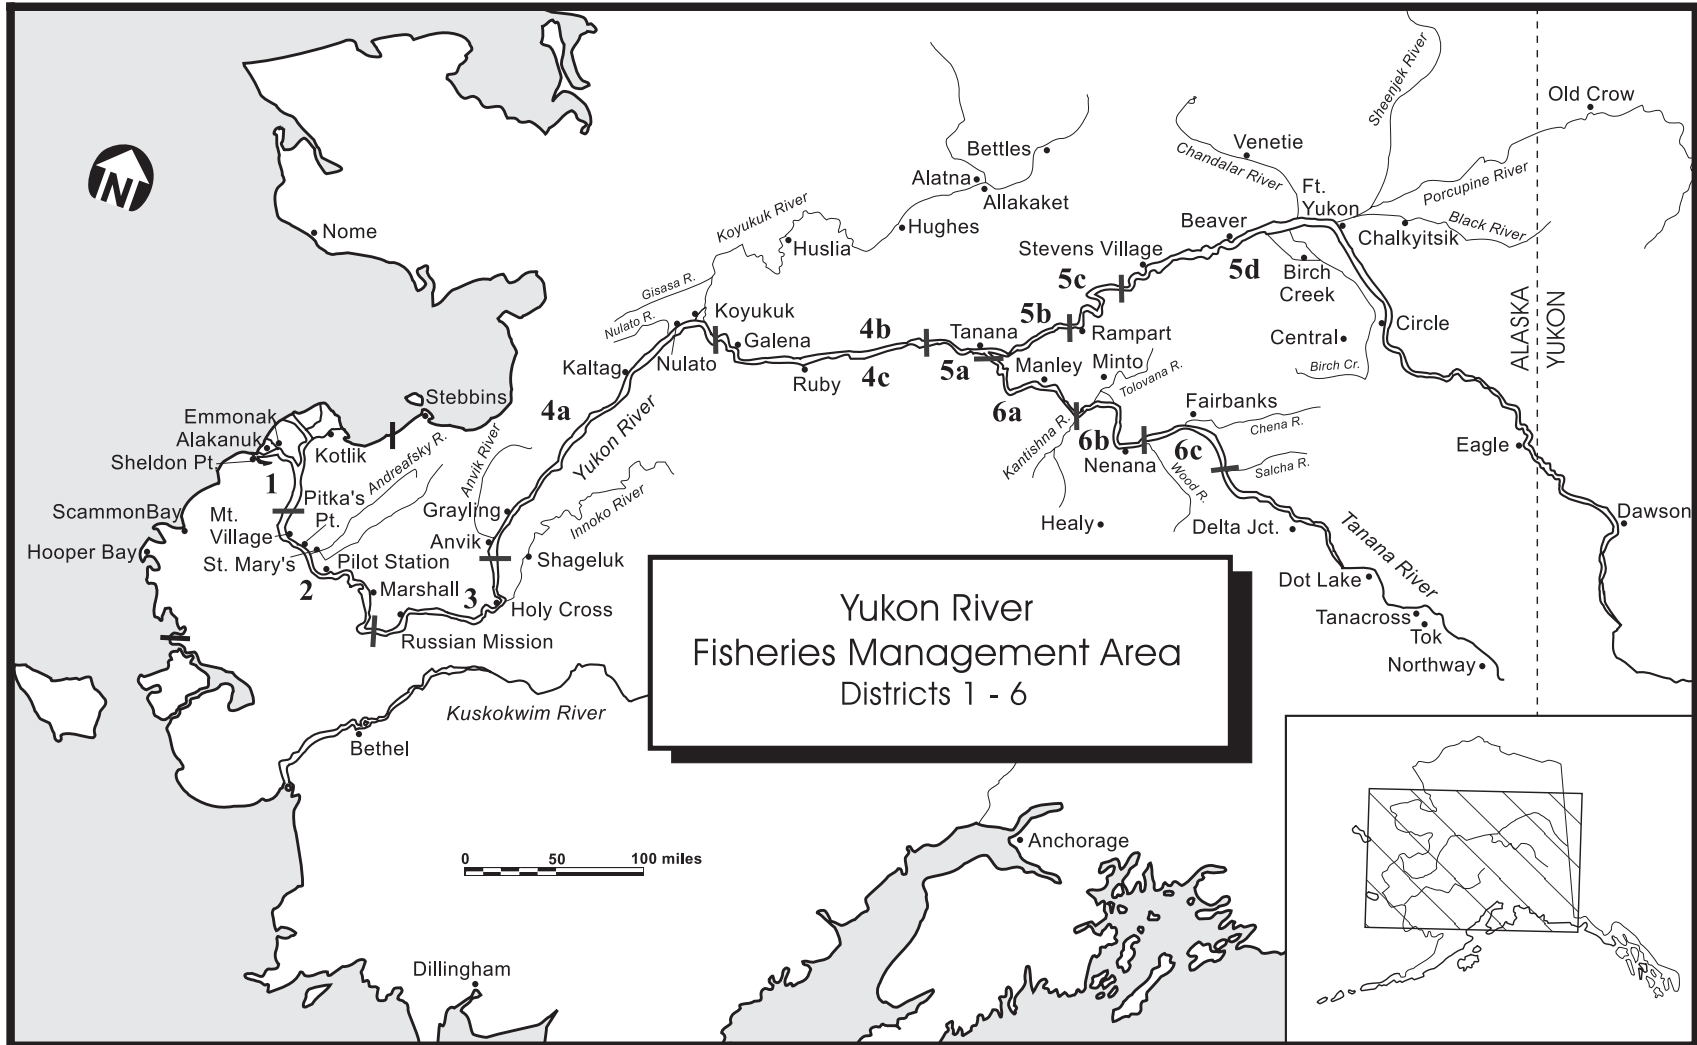 Sheenjek River
Old Crow
Venetie
Bettles
Chandalar River
Alatna
Allakaket
Ft.
Yukon
Porcupine River
N
Koyukuk River
Beaver
Black River
Nome
Hughes
Chalkyitsik
Huslia
Stevens Village
5c
5d
Birch
Creek
Gisasa R.
Nulato R.
Koyukuk
5b
ALASKA
YUKON
4b
Tanana
Rampart
Circle
Galena
Central
Nulato
Manley
Minto
Kaltag
Ruby
4c
5a
Tolovana R.
Birch Cr.
Stebbins
4a
6a
Fairbanks
Emmonak
Alakanuk
Chena R.
Sheldon Pt.
Kotlik
Andreafsky R.
Anvik River
Yukon River
Kantishna R.
6b
6c
Eagle
Nenana
Salcha R.
1
Wood R.
Pitka's
Pt.
Innoko River
ScammonBay
Mt.
Village
Grayling
Healy
Delta Jct.
Tanana River
Dawson
Hooper Bay
Anvik
St. Mary's
Pilot Station
Shageluk
2
Marshall
3
Holy Cross
Dot Lake
Russian Mission
Tanacross
Tok
Northway
Yukon River
Fisheries Management Area
Districts 1 - 6
Kuskokwim River
Bethel
Anchorage
0 50 100 miles
Dillingham